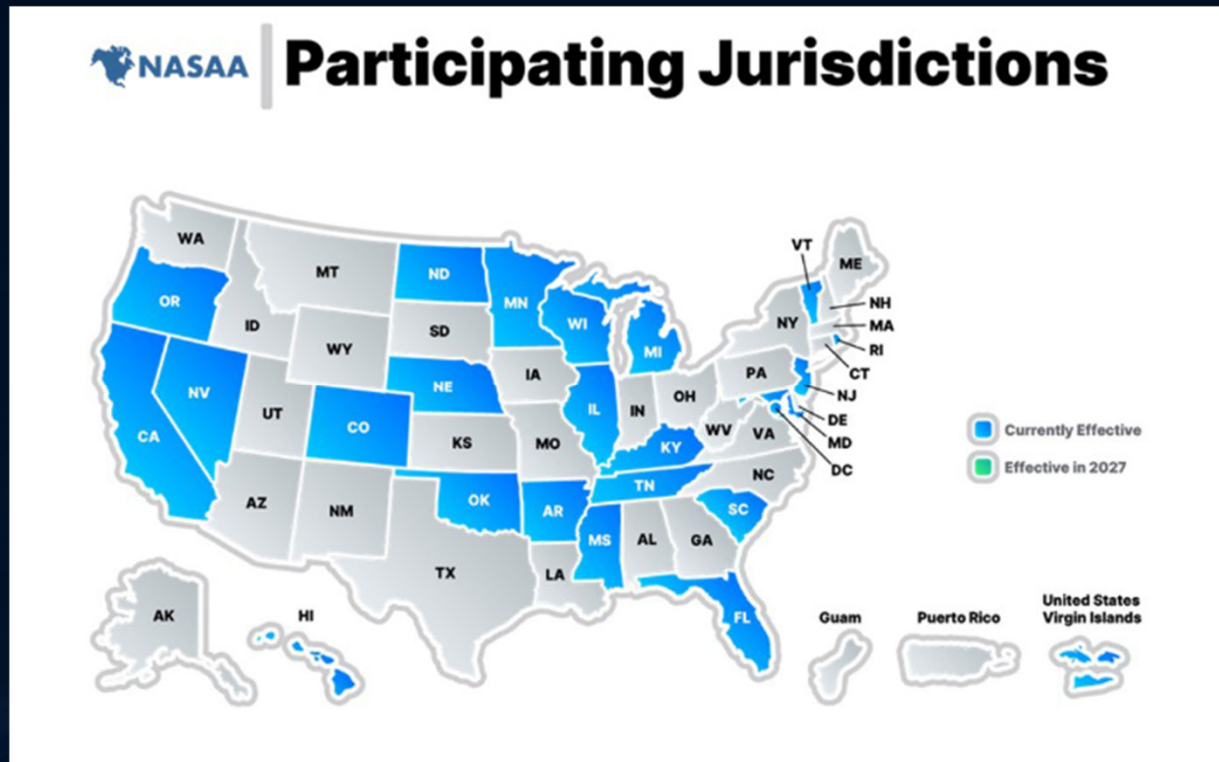 NASAA
Participating Jurisdictions
WA
MT
ND
MN
VT
ME
OR
ID
SD
WI
NY
NH
MA
WY
MI
RI
CT
IA
PA
NE
NJ
NV
UT
IL
IN
OH
DE
CO
WV
MD
CA
KS
MO
KY
VA
DC
Currently Effective
Effective in 2027
NC
TN
AZ
NM
OK
AR
SC
MS
AL
GA
TX
LA
AK
HI
FL
Guam
Puerto Rico
United States
Virgin Islands